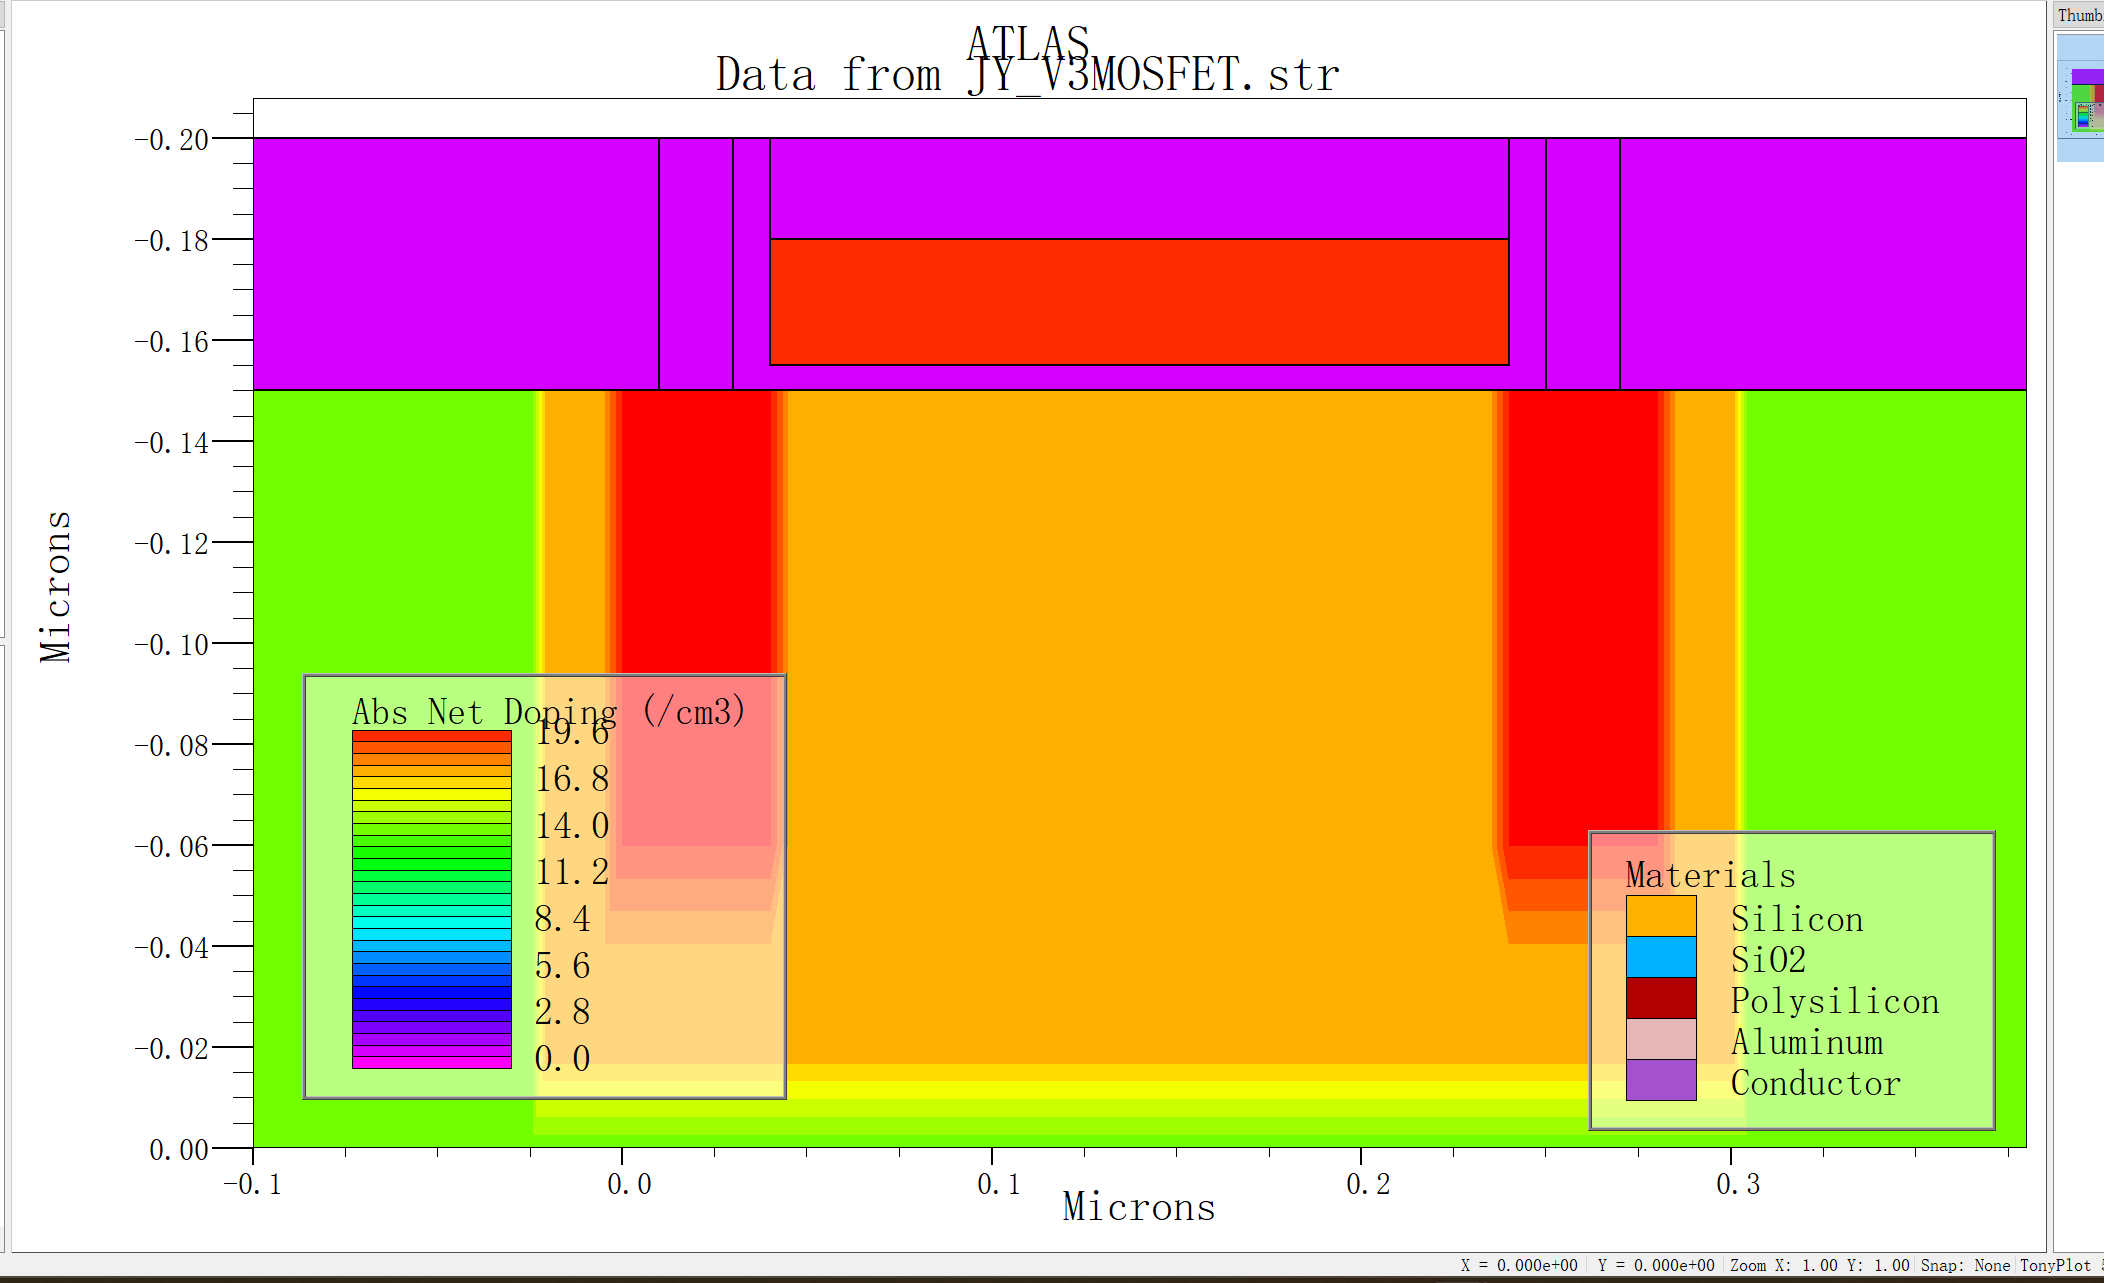 Thumb
ATLAS
Data from JY_V3MOSFET.str
-0.20
-0.18
-0.16
-0.14
-0.12
-0.10
-0.08
-0.06
-0.04
-0.02
0.00
Microns
Abs Net Doping (/cm3)
19.6
16.8
14.0
11.2
8.4
5.6
2.8
0.0
Materials
Silicon
SiO2
Polysilicon
Aluminum
Conductor
-0.1 0.0 0.1 0.2 0.3
Microns
X = 0.000e+00 Y = 0.000e+00 Zoom X: 1.00 Y: 1.00 Snap: None TonyPlot